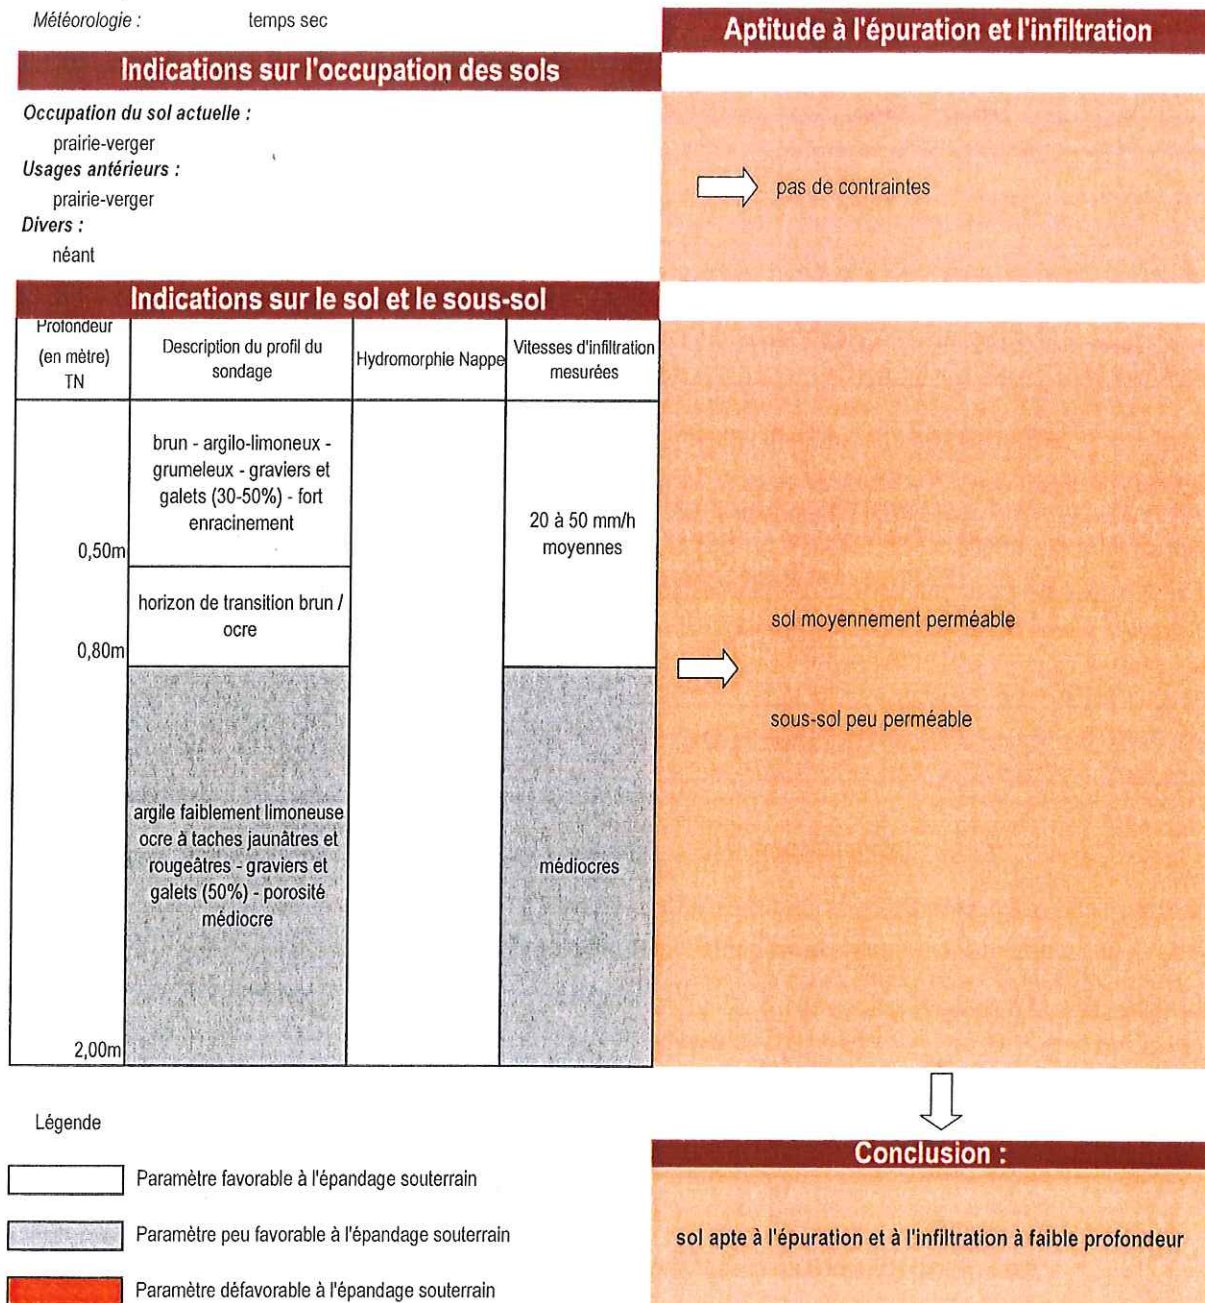 Météorologie : temps sec
Aptitude à l'épuration et l'infiltration
Indications sur l'occupation des sols
Occupation du sol actuelle :
prairie-verger
Usages antérieurs :
prairie-verger
Divers :
néant
pas de contraintes
Indications sur le sol et le sous-sol
Profondeur
(en mètre)
TN
Description du profil du
sondage
Hydromorphie Nappe
Vitesses d'infiltration
mesurées
brun - argilo-limoneux -
grumeleux - graviers et
galets (30-50%) - fort
enracinement
0,50m
20 à 50 mm/h
moyennes
horizon de transition brun /
ocre
0,80m
sol moyennement perméable
sous-sol peu perméable
argile faiblement limoneuse
ocre à taches jaunâtres et
rougeâtres - graviers et
galets (50%) - porosité
médiocre
médiocres
2,00m
Légende
Paramètre favorable à l'épandage souterrain
Paramètre peu favorable à l'épandage souterrain
Paramètre défavorable à l'épandage souterrain
Conclusion :
sol apte à l'épuration et à l'infiltration à faible profondeur